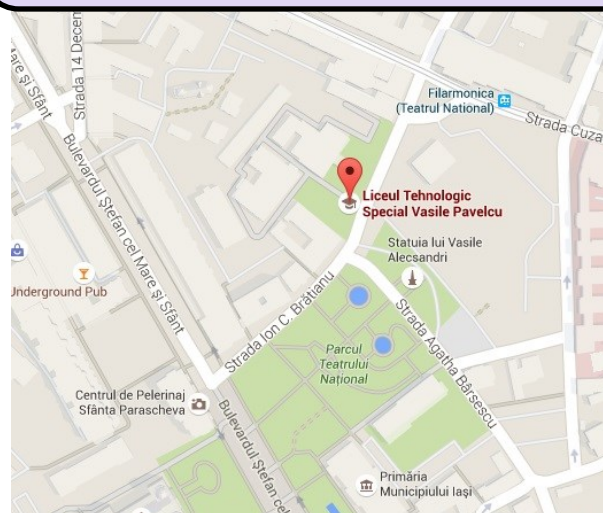 Mare și Sfânt
Strada 14 Decem
Filarmonica
(Teatrul National)
Strada Cuza
Bulevardul Ștefan cel Mare și Sfânt
Liceul Tehnologic
Special Vasile Pavelcu
Statuia lui Vasile
Alecsandri
Underground Pub
Strada Ion C. Brătianu
Strada Agatha Bârsescu
Parcul
Teatrului
Național
Centrul de Pelerinaj
Sfânta Parascheva
Bulevardul Ștefan cel
Primăria
Municipiului Iași